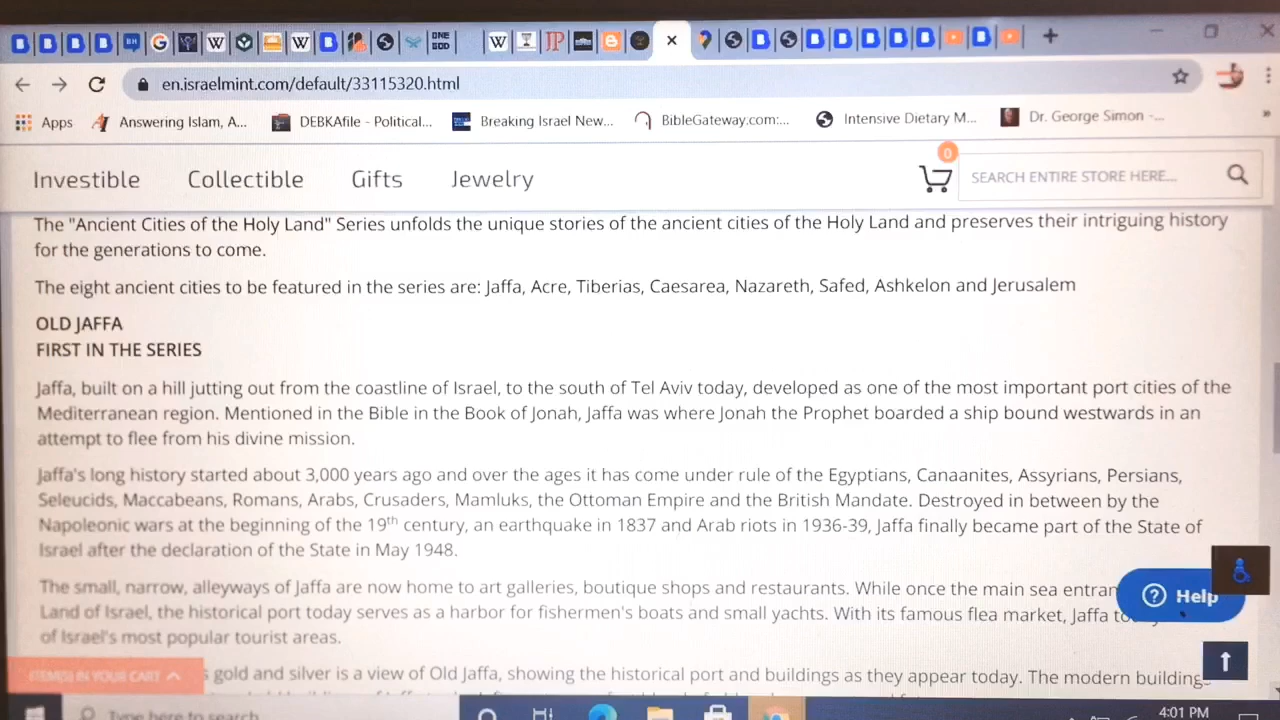 en.israelmint.com/default/33115320.html
Apps Answering Islam, A... DEBKAfile - Political... Breaking Israel New... BibleGateway.com:... Intensive Dietary M... Dr. George Simon -... »
Investible Collectible Gifts Jewelry 0 SEARCH ENTIRE STORE HERE...
The "Ancient Cities of the Holy Land" Series unfolds the unique stories of the ancient cities of the Holy Land and preserves their intriguing history
for the generations to come.
The eight ancient cities to be featured in the series are: Jaffa, Acre, Tiberias, Caesarea, Nazareth, Safed, Ashkelon and Jerusalem
OLD JAFFA
FIRST IN THE SERIES
Jaffa, built on a hill jutting out from the coastline of Israel, to the south of Tel Aviv today, developed as one of the most important port cities of the
Mediterranean region. Mentioned in the Bible in the Book of Jonah, Jaffa was where Jonah the Prophet boarded a ship bound westwards in an
attempt to flee from his divine mission.
Jaffa's long history started about 3,000 years ago and over the ages it has come under rule of the Egyptians, Canaanites, Assyrians, Persians,
Seleucids, Maccabeans, Romans, Arabs, Crusaders, Mamluks, the Ottoman Empire and the British Mandate. Destroyed in between by the
Napoleonic wars at the beginning of the 19th century, an earthquake in 1837 and Arab riots in 1936-39, Jaffa finally became part of the State of
Israel after the declaration of the State in May 1948.
The small, narrow, alleyways of Jaffa are now home to art galleries, boutique shops and restaurants. While once the main sea
Land of Israel, the historical port today serves as a harbor for fishermen's boats and small yachts. With its famous flea market, Jaffa
of Israel's most popular tourist areas.
Help
ITEM(S) IN YOUR CART
gold and silver is a view of Old Jaffa, showing the historical port and buildings as they appear today. The modern buildings
Type here to search
4:01 PM